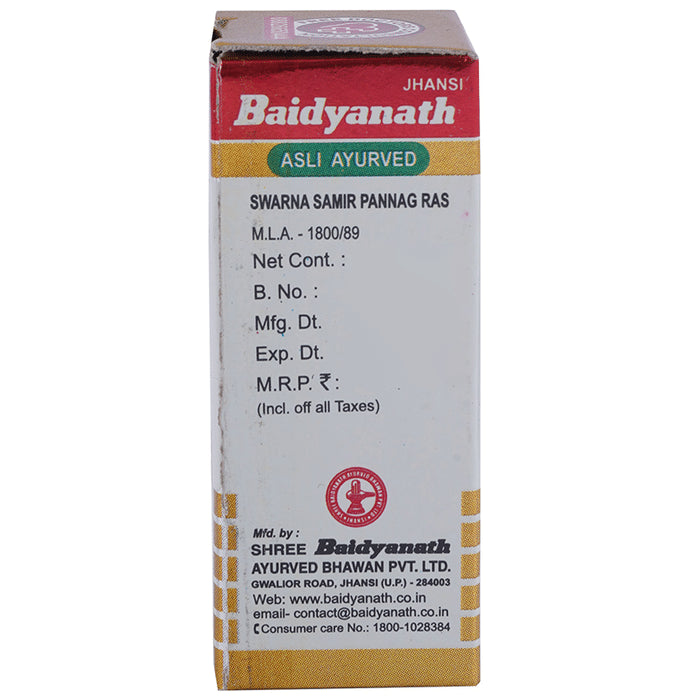 JHANSI
Baidyanath
ASLI AYURVED
SWARNA SAMIR PANNAG RAS
M.L.A. - 1800/89
Net Cont. :
B. No. :
Mfg. Dt.
Exp. Dt.
M.R.P. ₹ :
(Incl. off all Taxes)
Mfd. by :
SHREE Baidyanath
AYURVED BHAWAN PVT. LTD.
GWALIOR ROAD, JHANSI (U.P.) - 284003
Web: www.baidyanath.co.in
email- contact@baidyanath.co.in
Consumer care No.: 1800-1028384